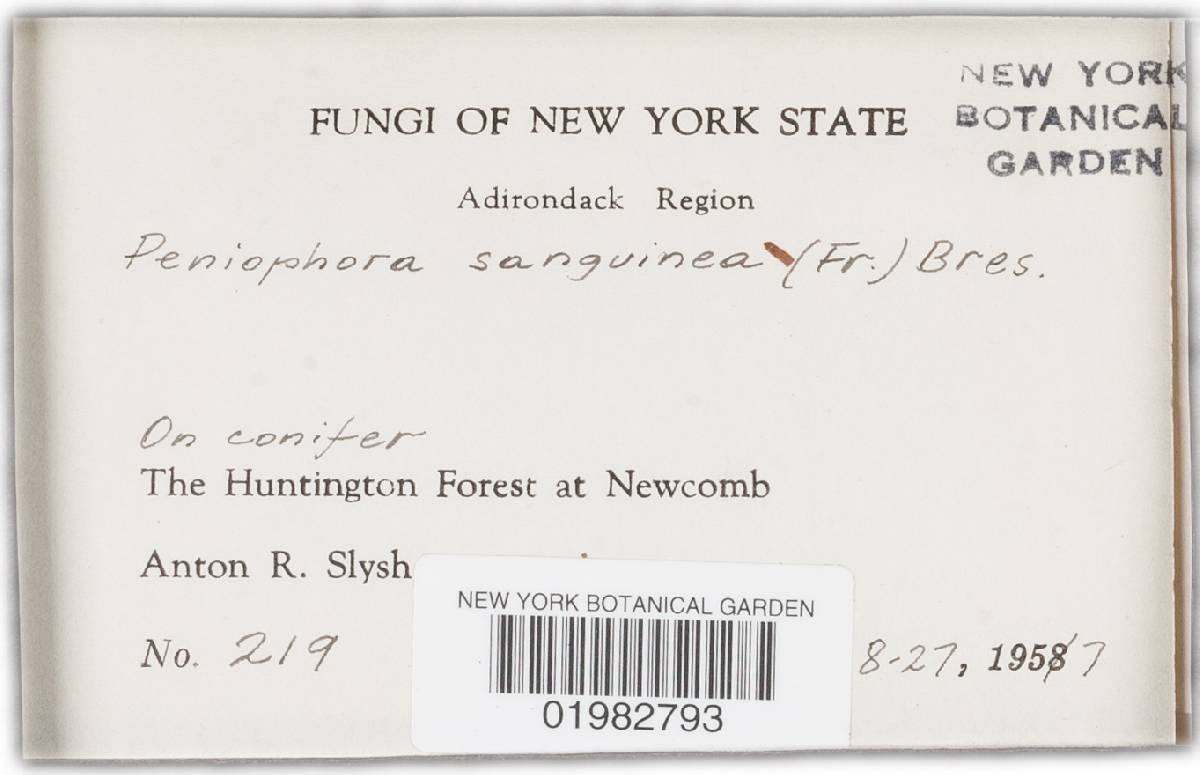 NEW YORK
BOTANICAL
GARDEN
FUNGI OF NEW YORK STATE
Adirondack Region
Peniophora sanguinea (Fr.) Bres.
On conifer
The Huntington Forest at Newcomb
Anton R. Slysh
NEW YORK BOTANICAL GARDEN
01982793
No. 219
8-27, 1958 7